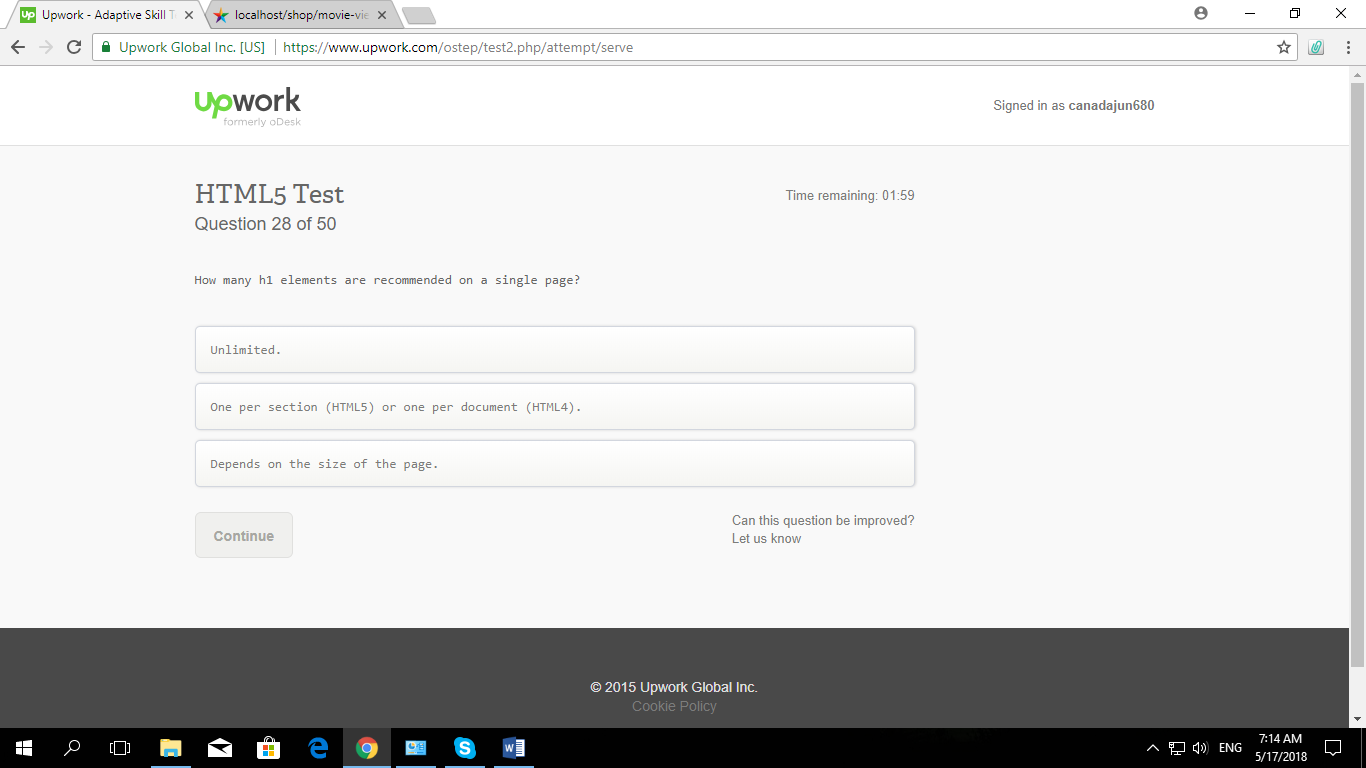 Upwork - Adaptive Skill T
localhost/shop/movie-vie
Upwork Global Inc. [US]
https://www.upwork.com/ostep/test2.php/attempt/serve
upwork
formerly oDesk
Signed in as canadajun680
HTML5 Test
Time remaining: 01:59
Question 28 of 50
How many h1 elements are recommended on a single page?
Unlimited.
One per section (HTML5) or one per document (HTML4).
Depends on the size of the page.
Continue
Can this question be improved?
Let us know
© 2015 Upwork Global Inc.
Cookie Policy
ENG
7:14 AM
5/17/2018